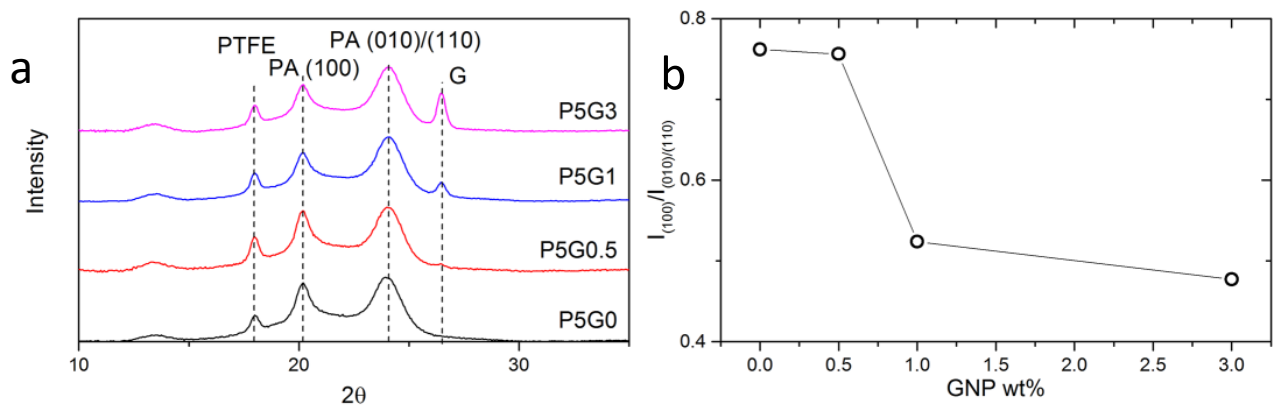 a
PTFE
PA (100)
PA (010)/(110)
G
P5G3
P5G1
P5G0.5
P5G0
Intensity
10
20
30
2θ
b
0.8
0.6
0.4
I(100)/I(010)/(110)
0.0
0.5
1.0
1.5
2.0
2.5
3.0
GNP wt%